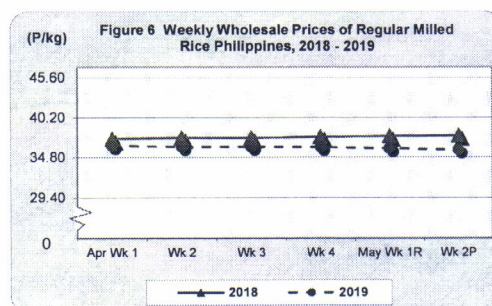 (P/kg)
Figure 6 Weekly Wholesale Prices of Regular Milled
Rice Philippines, 2018 - 2019
45.60
40.20
34.80
29.40
0
Apr Wk 1 Wk 2 Wk 3 Wk 4 May Wk 1R Wk 2P
2018 2019